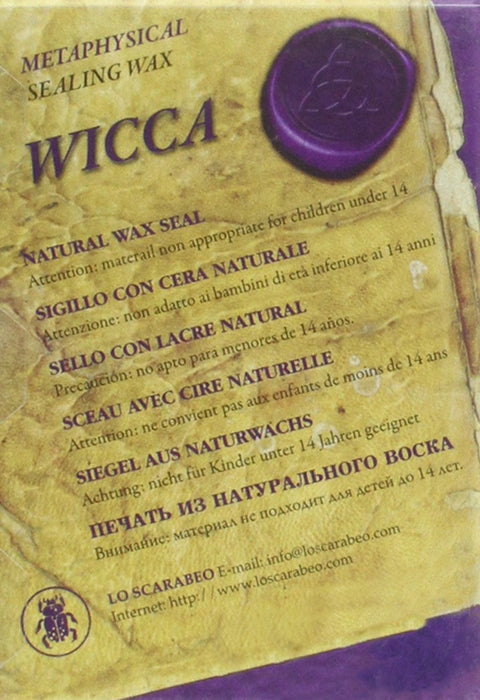 METAPHYSICAL
SEALING WAX
WICCA
NATURAL WAX SEAL
Attention: materail non appropriate for children under 14
SIGILLO CON CERA NATURALE
Attenzione: non adatto ai bambini di età inferiore ai 14 anni
SELLO CON LACRE NATURAL
Precaución: no apto para menores de 14 años.
SCEAU AVEC CIRE NATURELLE
Attention: ne convient pas aux enfants de moins de 14 ans
SIEGEL AUS NATURWACHS
Achtung: nicht für Kinder unter 14 Jahren geeignet
ПЕЧАТЬ ИЗ НАТУРАЛЬНОГО ВОСКА
Внимание: материал не подходит для детей до 14 лет.
LO SCARABEO E-mail: info@loscarabeo.com
Internet: http://www.loscarabeo.com